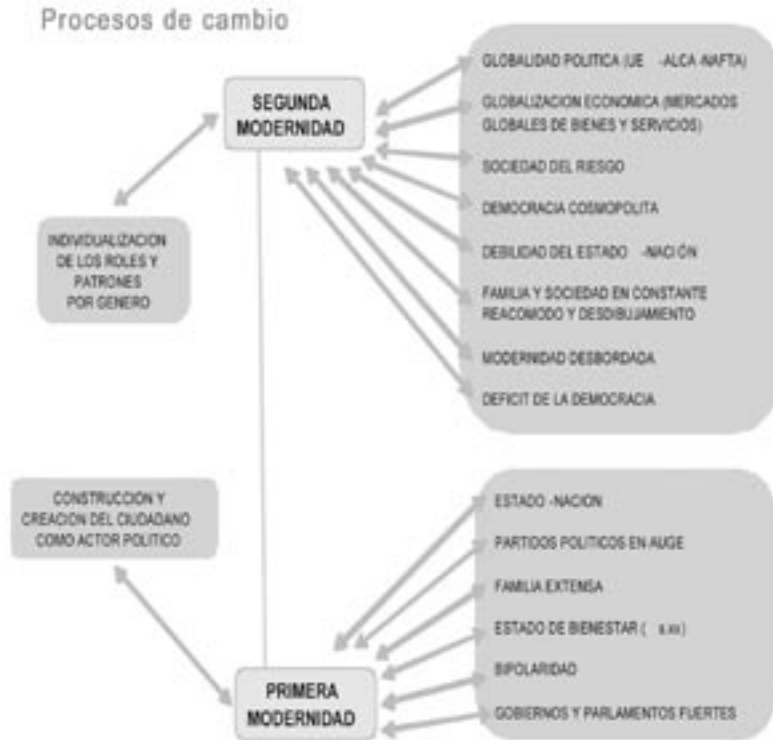 Procesos de cambio
SEGUNDA
MODERNIDAD
GLOBALIDAD POLITICA (UE -ALCA -NAFTA)
GLOBALIZACION ECONOMICA (MERCADOS
GLOBALES DE BIENES Y SERVICIOS)
SOCIEDAD DEL RIESGO
DEMOCRACIA COSMOPOLITA
DEBILIDAD DEL ESTADO -NACIÓN
FAMILIA Y SOCIEDAD EN CONSTANTE
REACOMODO Y DESDIBUJAMIENTO
MODERNIDAD DESBORDADA
DEFICIT DE LA DEMOCRACIA
INDIVIDUALIZACION
DE LOS ROLES Y
PATRONES
POR GENERO
CONSTRUCCION Y
CREACION DEL CIUDADANO
COMO ACTOR POLITICO
ESTADO -NACION
PARTIDOS POLITICOS EN AUGE
FAMILIA EXTENSA
ESTADO DE BIENESTAR (
BIPOLARIDAD
GOBIERNOS Y PARLAMENTOS FUERTES
PRIMERA
MODERNIDAD